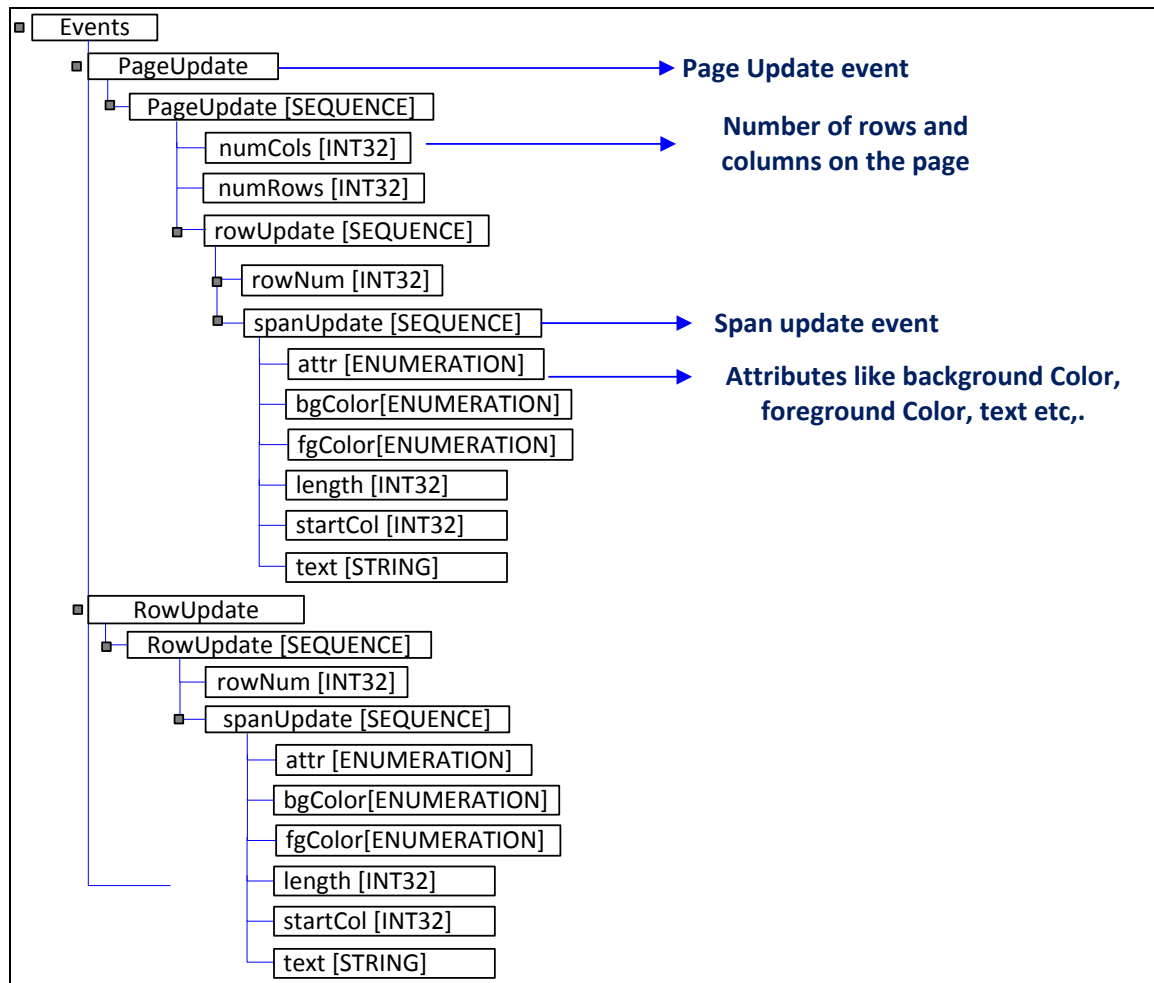 Events
PageUpdate
Page Update event
PageUpdate [SEQUENCE]
numCols [INT32]
Number of rows and
columns on the page
numRows [INT32]
rowUpdate [SEQUENCE]
rowNum [INT32]
spanUpdate [SEQUENCE]
Span update event
attr [ENUMERATION]
Attributes like background Color,
foreground Color, text etc,.
bgColor[ENUMERATION]
fgColor[ENUMERATION]
length [INT32]
startCol [INT32]
text [STRING]
RowUpdate
RowUpdate [SEQUENCE]
rowNum [INT32]
spanUpdate [SEQUENCE]
attr [ENUMERATION]
bgColor[ENUMERATION]
fgColor[ENUMERATION]
length [INT32]
startCol [INT32]
text [STRING]